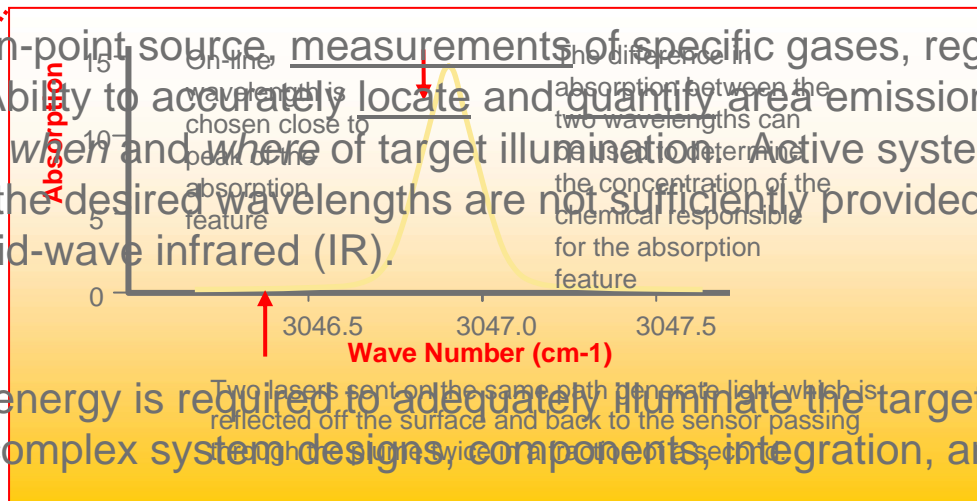 n-point source, measurements of specific gases, reg
Ability to accurately locate and quantify area emission
when and where of target illumination. Active syste
the desired wavelengths are not sufficiently provided
id-wave infrared (IR).
energy is required to adequately illuminate the target
omplex system designs, components, integration, an
Absorption
15
10
5
0
On-line
wavelength is
chosen close to
peak of the
absorption
feature
The difference in
absorption between the
two wavelengths can
be used to determine
the concentration of the
chemical responsible
for the absorption
feature
3046.5 3047.0 3047.5
Wave Number (cm-1)
Two lasers sent on the same path generate light which is
reflected off the surface and back to the sensor passing
through the plume twice in a fraction of a second.